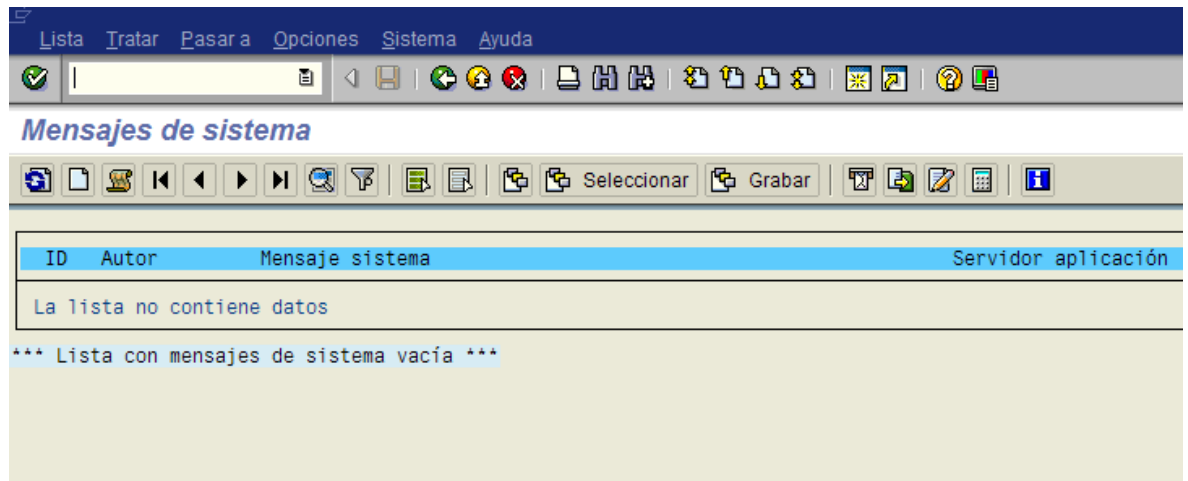 Lista Tratar Pasar a Opciones Sistema Ayuda
Mensajes de sistema
Seleccionar Grabar
ID Autor Mensaje sistema Servidor aplicación
La lista no contiene datos
*** Lista con mensajes de sistema vacía ***